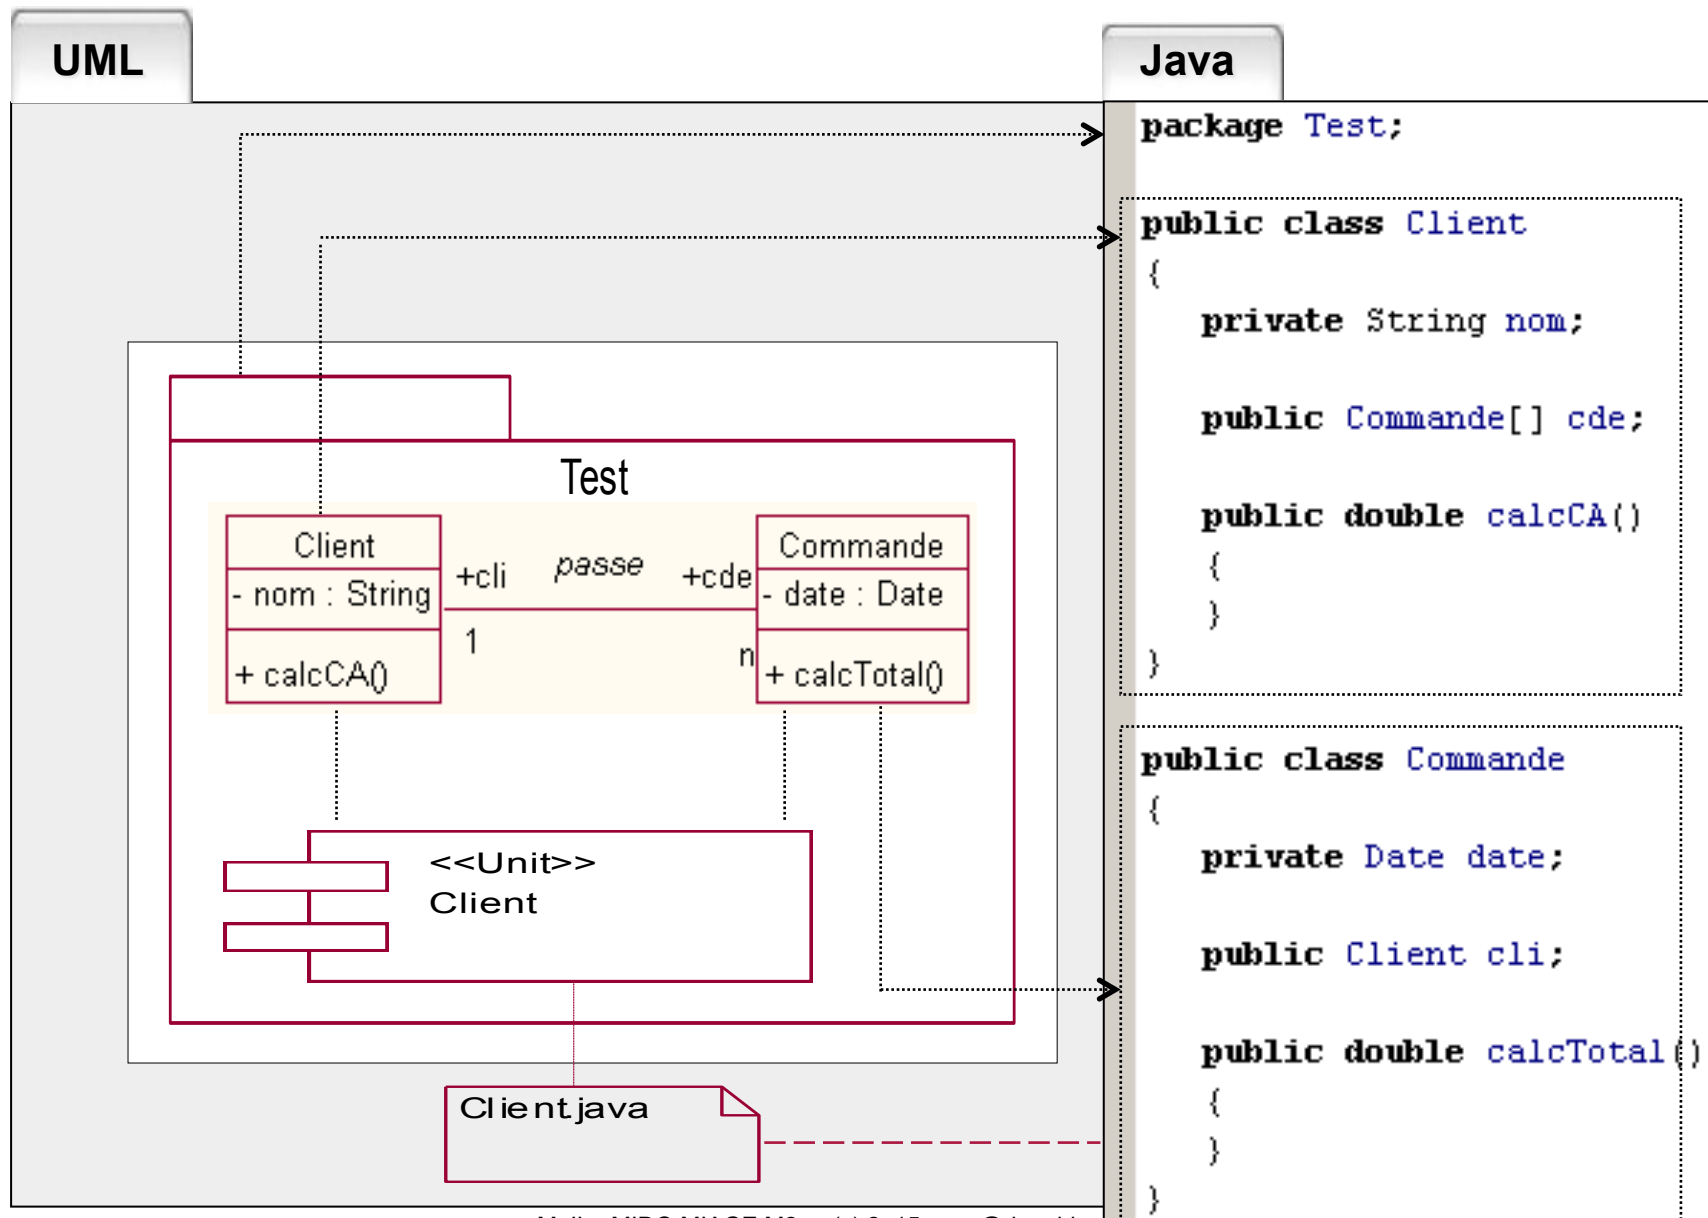 UML
Java
Test
Client
- nom : String
+ calcCA()
+cli
passe
+cde
1
n
Commande
- date : Date
+ calcTotal()
<<Unit>>
Client
Client.java
package Test;
public class Client
{
private String nom;
public Commande[] cde;
public double calcCA()
{
}
}
public class Commande
{
private Date date;
public Client cli;
public double calcTotal()
{
}
}